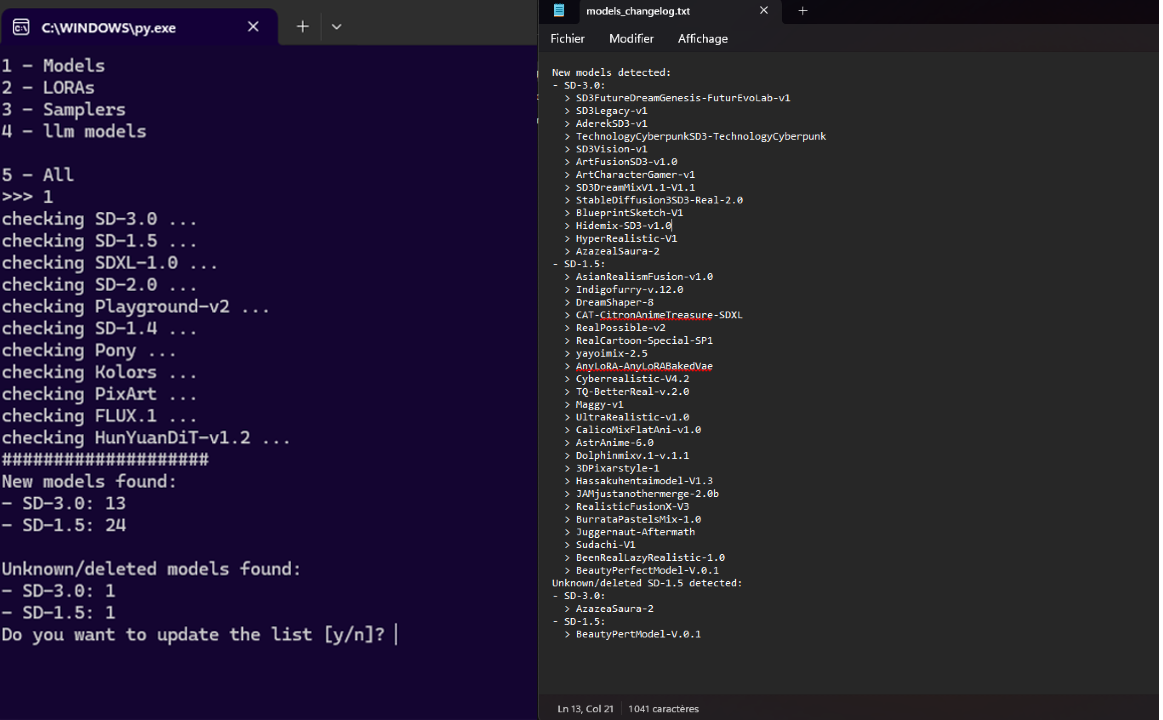 C:\WINDOWS\py.exe
1 - Models
2 - LORAs
3 - Samplers
4 - llm models
5 - All
>>> 1
checking SD-3.0 ...
checking SD-1.5 ...
checking SDXL-1.0 ...
checking SD-2.0 ...
checking Playground-v2 ...
checking SD-1.4 ...
checking Pony ...
checking Kolors ...
checking PixArt ...
checking FLUX.1 ...
checking HunYuanDiT-v1.2 ...
####################
New models found:
- SD-3.0: 13
- SD-1.5: 24
Unknown/deleted models found:
- SD-3.0: 1
- SD-1.5: 1
Do you want to update the list [y/n]?
models_changelog.txt
Fichier Modifier Affichage
New models detected:
- SD-3.0:
> SD3FutureDreamGenesis-FuturEvoLab-v1
> SD3Legacy-v1
> AderekSD3-v1
> TechnologyCyberpunkSD3-TechnologyCyberpunk
> SD3Vision-v1
> ArtFusionSD3-v1.0
> ArtCharacterGamer-v1
> SD3DreamMixV1.1-V1.1
> StableDiffusion3SD3-Real-2.0
> BlueprintSketch-V1
> Hidemix-SD3-v1.0
> HyperRealistic-V1
> AzazealSaura-2
- SD-1.5:
> AsianRealismFusion-v1.0
> Indigofurry-v.12.0
> DreamShaper-8
> CAT-CitronAnimeTreasure-SDXL
> RealPossible-v2
> RealCartoon-Special-SP1
> yayoimix-2.5
> AnyLoRA-AnyLoRABakedVae
> Cyberrealistic-V4.2
> TQ-BetterReal-v.2.0
> Maggy-v1
> UltraRealistic-v1.0
> CalicoMixFlatAni-v1.0
> AstrAnime-6.0
> Dolphinmixv.1-v.1.1
> 3DPixarstyle-1
> Hassakuhentaimodel-V1.3
> JAMjustanothermerge-2.0b
> RealisticFusionX-V3
> BurrataPastelsMix-1.0
> Juggernaut-Aftermath
> Sudachi-V1
> BeenRealLazyRealistic-1.0
> BeautyPerfectModel-V.0.1
Unknown/deleted SD-1.5 detected:
- SD-3.0:
> AzazeaSaura-2
- SD-1.5:
> BeautyPertModel-V.0.1
Ln 13, Col 21 1 041 caractères